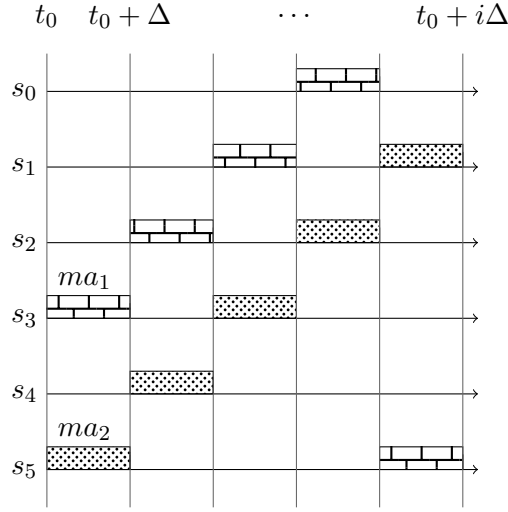 t₀ t₀ + Δ ⋯ t₀ + iΔ
s₀
s₁
s₂
ma₁
s₃
s₄
ma₂
s₅